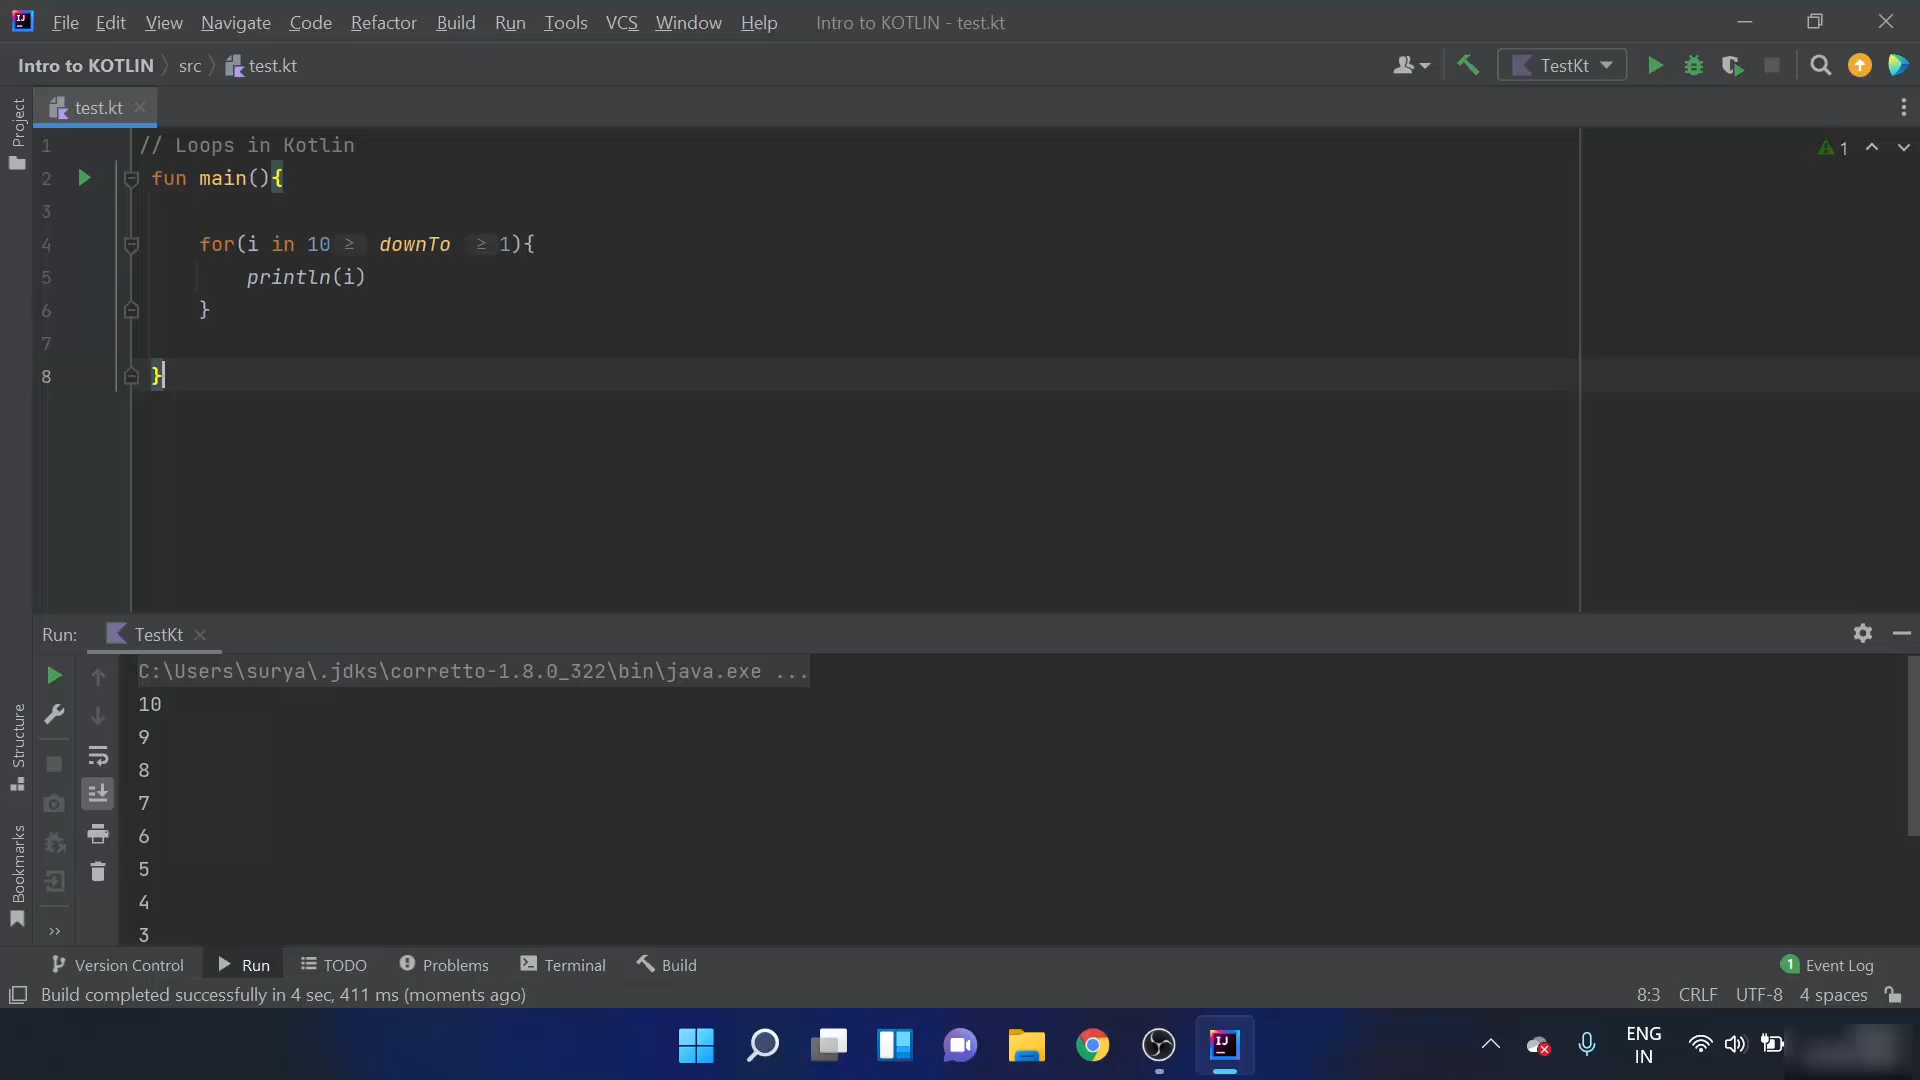 File Edit View Navigate Code Refactor Build Run Tools VCS Window Help Intro to KOTLIN - test.kt
Intro to KOTLIN src test.kt TestKt
Project
test.kt
1 // Loops in Kotlin
1
2 fun main(){
3
4 for(i in 10 ≥ downTo ≥ 1){
5 println(i)
6 }
7
8 }
Run: TestKt
C:\Users\surya\.jdks\corretto-1.8.0_322\bin\java.exe ...
10
9
8
7
6
5
4
3
Structure
Bookmarks
Version Control Run TODO Problems Terminal Build 1 Event Log
Build completed successfully in 4 sec, 411 ms (moments ago) 8:3 CRLF UTF-8 4 spaces
ENG
IN